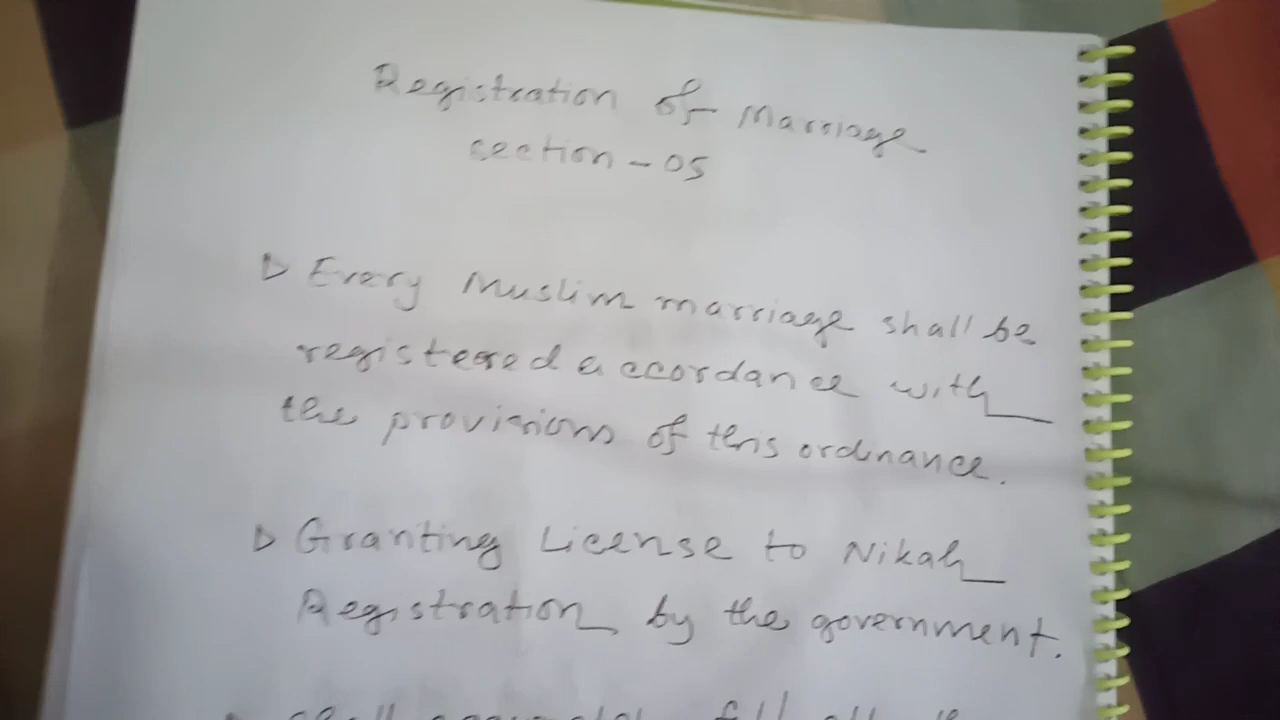 Registration of Marriage
section - 05
▷ Every Muslim marriage shall be
registered a ccordance with
the provisions of this ordinance.
▷ Granting License to Nikah
Registration by the government.